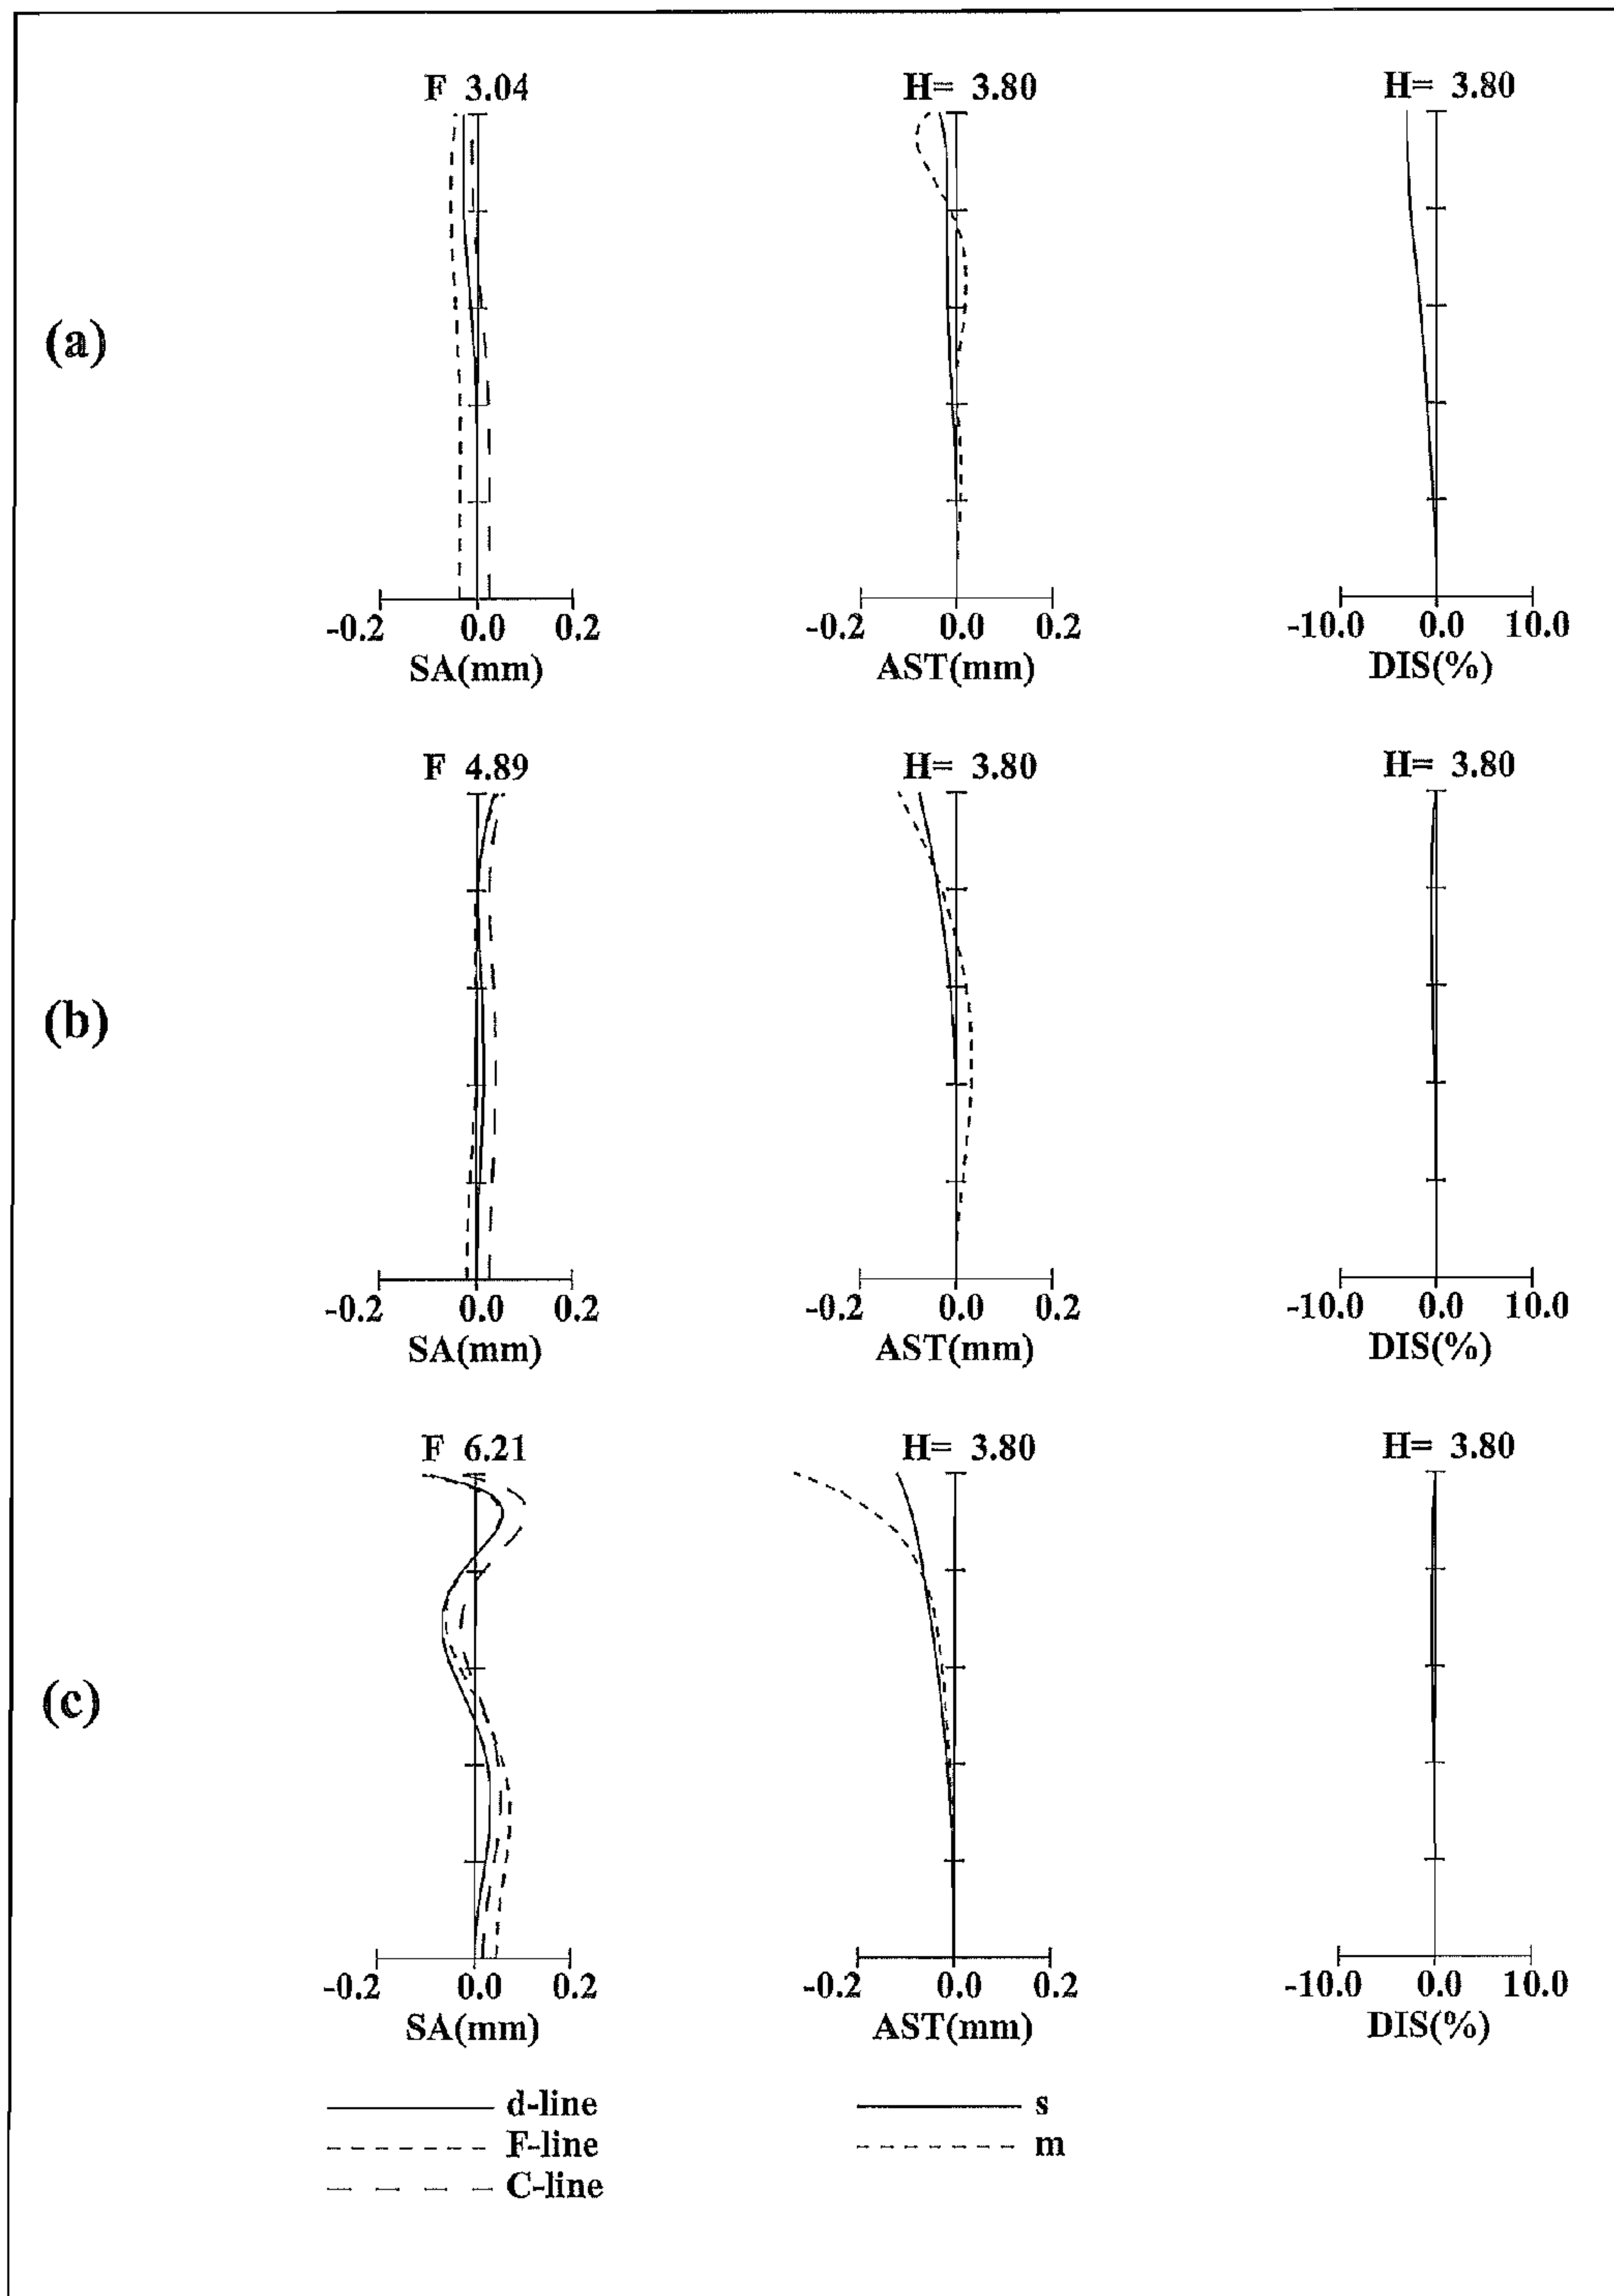 F 3.04 H= 3.80 H= 3.80
(a)
-0.2 0.0 0.2 -0.2 0.0 0.2 -10.0 0.0 10.0
SA(mm) AST(mm) DIS(%)
F 4.89 H= 3.80 H= 3.80
(b)
-0.2 0.0 0.2 -0.2 0.0 0.2 -10.0 0.0 10.0
SA(mm) AST(mm) DIS(%)
F 6.21 H= 3.80 H= 3.80
(c)
-0.2 0.0 0.2 -0.2 0.0 0.2 -10.0 0.0 10.0
SA(mm) AST(mm) DIS(%)
d-line s
F-line m
C-line